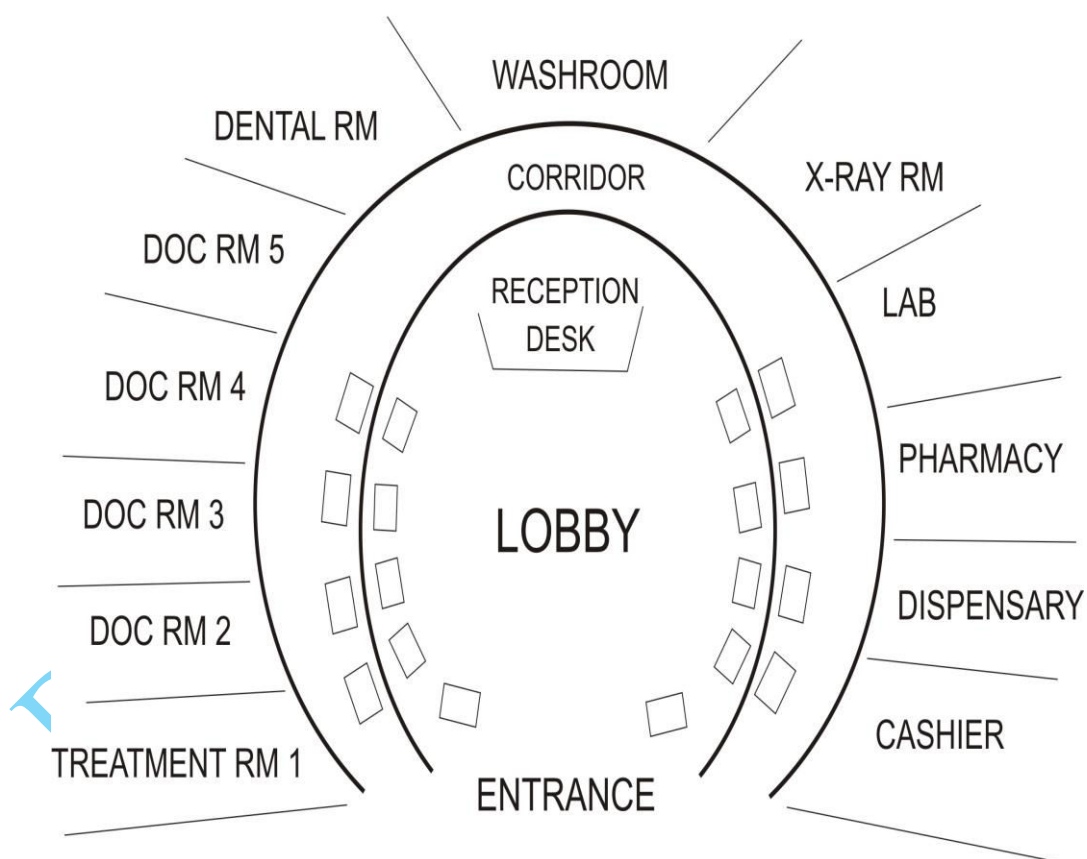 WASHROOM
DENTAL RM
CORRIDOR
X-RAY RM
DOC RM 5
RECEPTION
DESK
LAB
DOC RM 4
PHARMACY
DOC RM 3
LOBBY
DISPENSARY
DOC RM 2
CASHIER
TREATMENT RM 1
ENTRANCE